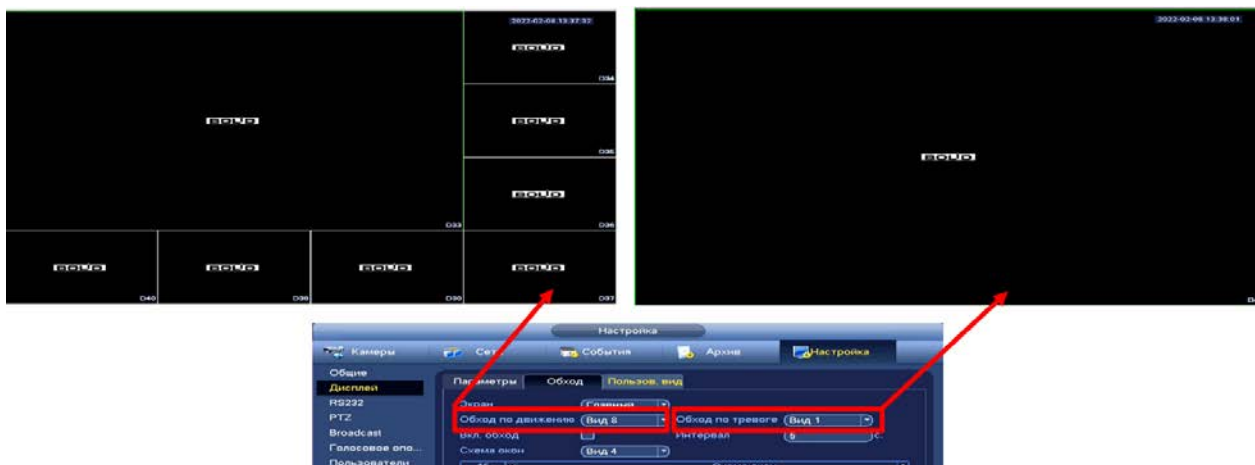 2022-02-08 13:37:32
BOLID
D34
BOLID
BOLID
D35
BOLID
D33
D36
BOLID
BOLID
BOLID
BOLID
D40
D39
D37
2022-02-08 13:38:01
BOLID
Настройка
Камеры
События
Архив
Настройка
Общие
Дисплей
RS232
PTZ
Broadcast
Голосовое опо...
Пользователи
Параметры Обход Пользов. вид
Экран Главный
Обход по движению Вид 8 Обход по тревоге Вид 1
Вкл. обход Интервал 5 с.
Схема окон Вид 4